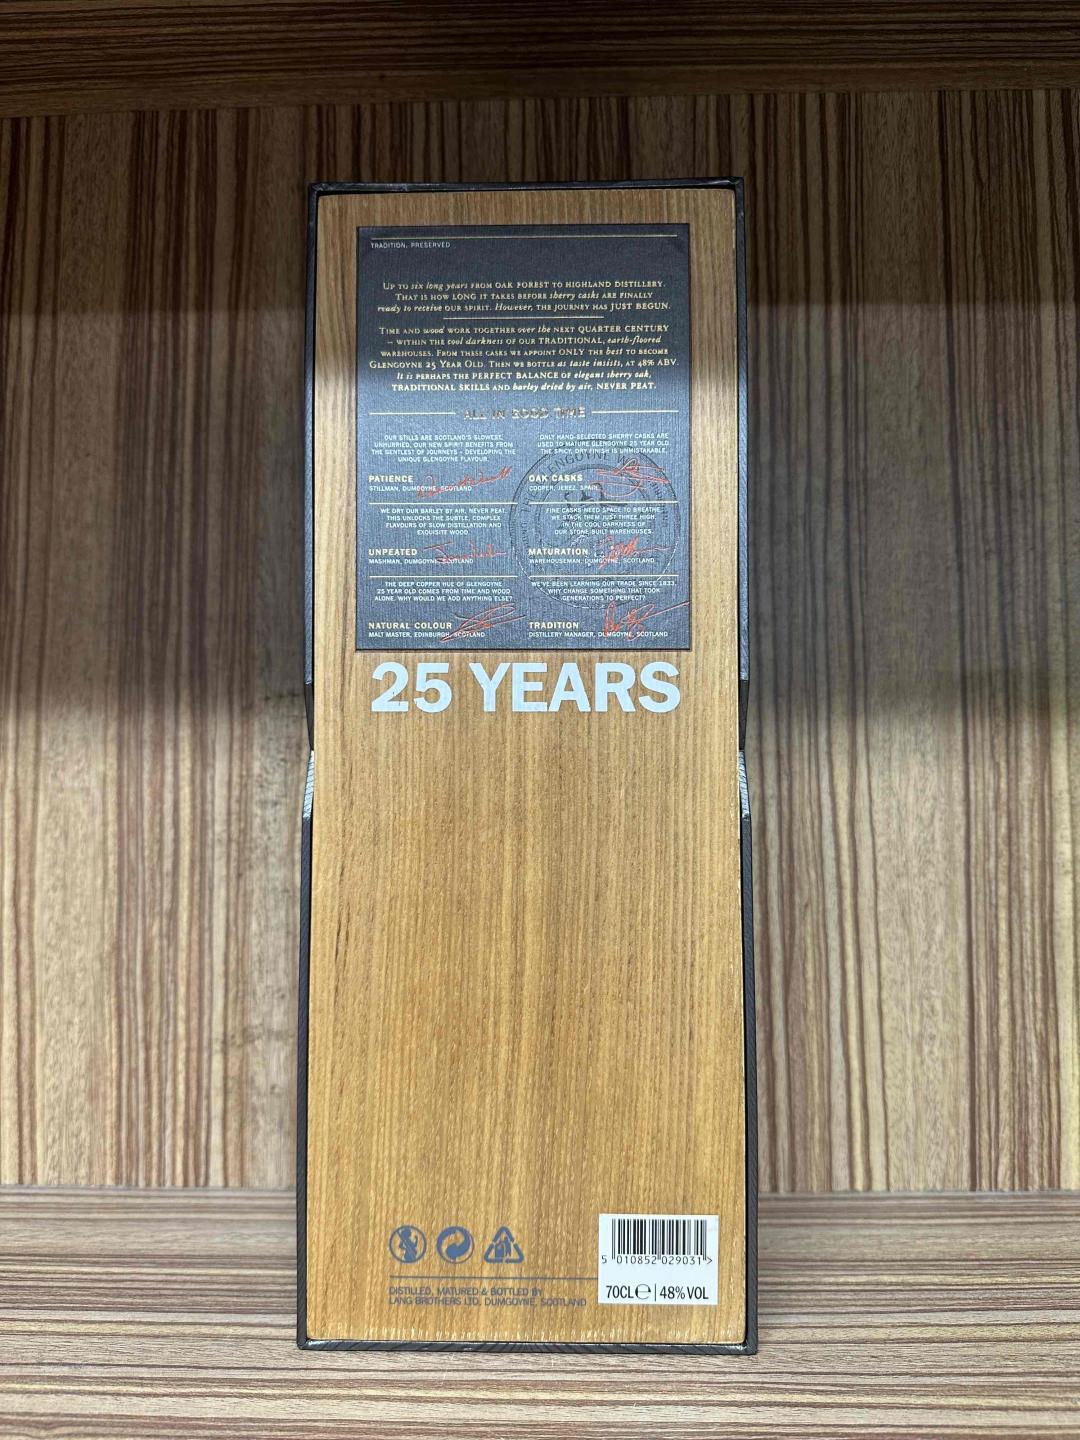 TRADITION, PRESERVED
UP TO six long years FROM OAK FOREST TO HIGHLAND DISTILLERY.
THAT IS HOW LONG IT TAKES BEFORE sherry casks ARE FINALLY
ready to receive OUR SPIRIT. However, THE JOURNEY HAS JUST BEGUN.
TIME AND wood WORK TOGETHER over the NEXT QUARTER CENTURY
– WITHIN THE cool darkness OF OUR TRADITIONAL, earth-floored
WAREHOUSES. FROM THESE CASKS WE APPOINT ONLY THE best TO BECOME
GLENGOYNE 25 YEAR OLD. THEN WE BOTTLE as taste insists, AT 48% ABV.
It is PERHAPS THE PERFECT BALANCE OF elegant sherry oak,
TRADITIONAL SKILLS AND barley dried by air, NEVER PEAT.
ALL IN GOOD TIME
OUR STILLS ARE SCOTLAND'S SLOWEST.
UNHURRIED, OUR NEW SPIRIT BENEFITS FROM
THE GENTLEST OF JOURNEYS – DEVELOPING THE
UNIQUE GLENGOYNE FLAVOUR.
PATIENCE
STILLMAN, DUMGOYNE, SCOTLAND
ONLY HAND-SELECTED SHERRY CASKS ARE
USED TO MATURE GLENGOYNE 25 YEAR OLD.
THE SPICY, DRY FINISH IS UNMISTAKABLE.
OAK CASKS
COOPER, JEREZ, SPAIN
WE DRY OUR BARLEY BY AIR, NEVER PEAT.
THIS UNLOCKS THE SUBTLE, COMPLEX
FLAVOURS OF SLOW DISTILLATION AND
EXQUISITE WOOD.
UNPEATED
MASHMAN, DUMGOYNE, SCOTLAND
FINE CASKS NEED SPACE TO BREATHE.
WE STACK THEM JUST THREE HIGH,
IN THE COOL DARKNESS OF
OUR STONE-BUILT WAREHOUSES.
MATURATION
WAREHOUSEMAN, DUMGOYNE, SCOTLAND
THE DEEP COPPER HUE OF GLENGOYNE
25 YEAR OLD COMES FROM TIME AND WOOD
ALONE. WHY WOULD WE ADD ANYTHING ELSE?
NATURAL COLOUR
MALT MASTER, EDINBURGH, SCOTLAND
WE'VE BEEN LEARNING OUR TRADE SINCE 1833.
WHY CHANGE SOMETHING THAT TOOK
GENERATIONS TO PERFECT?
TRADITION
DISTILLERY MANAGER, DUMGOYNE, SCOTLAND
25 YEARS
DISTILLED, MATURED & BOTTLED BY
LANG BROTHERS LTD, DUMGOYNE, SCOTLAND
5 010852 029031 >
70CL℮ | 48%VOL